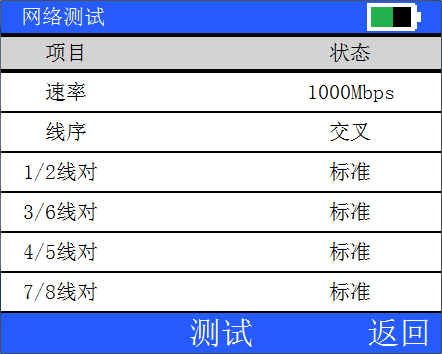 网络测试
项目 状态
速率 1000Mbps
线序 交叉
1/2线对 标准
3/6线对 标准
4/5线对 标准
7/8线对 标准
测试 返回